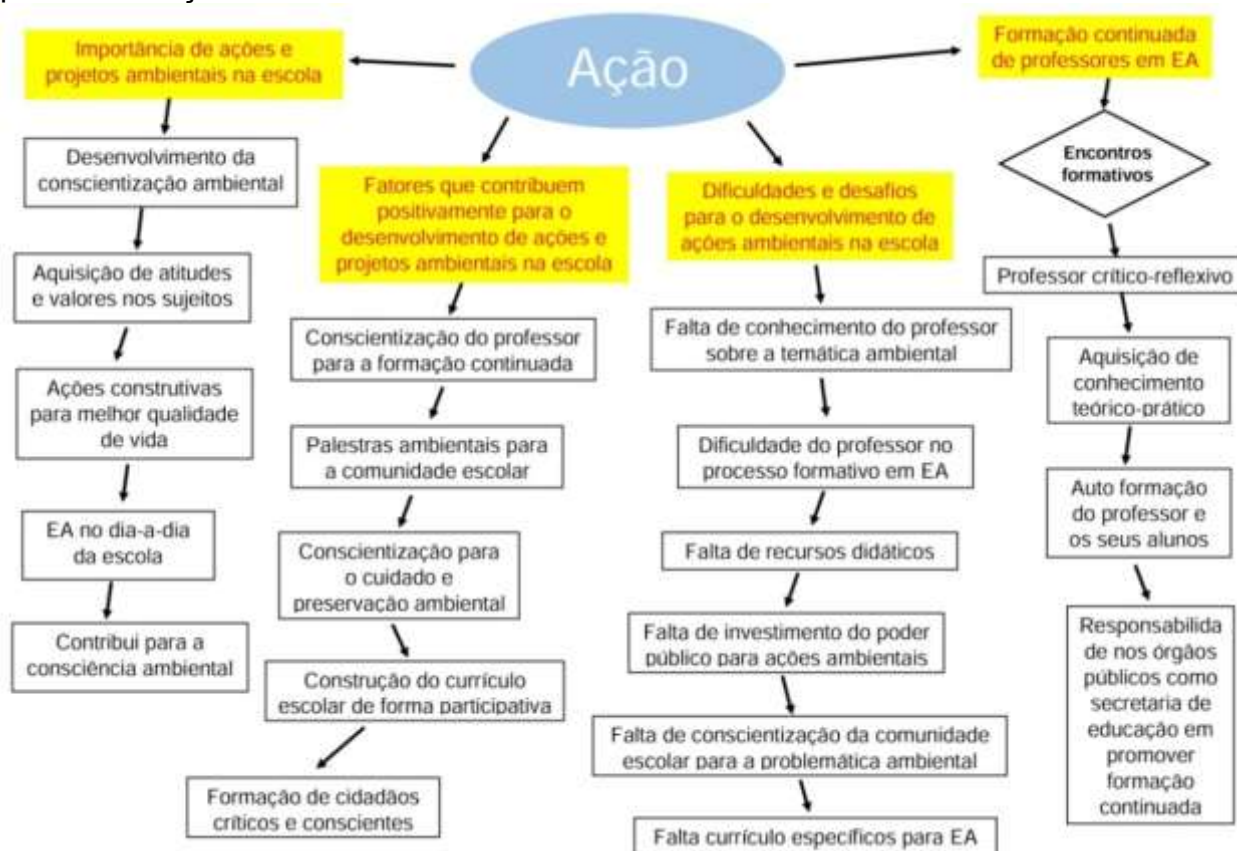 Ação
Importância de ações e
projetos ambientais na escola
Desenvolvimento da
conscientização ambiental
Aquisição de atitudes
e valores nos sujeitos
Ações construtivas
para melhor qualidade
de vida
EA no dia-a-dia
da escola
Contribui para a
consciência ambiental
Fatores que contribuem
positivamente para o
desenvolvimento de ações e
projetos ambientais na escola
Conscientização do professor
para a formação continuada
Palestras ambientais para
a comunidade escolar
Conscientização para
o cuidado e
preservação ambiental
Construção do currículo
escolar de forma participativa
Formação de cidadãos
críticos e conscientes
Dificuldades e desafios
para o desenvolvimento de
ações ambientais na escola
Falta de conhecimento do professor
sobre a temática ambiental
Dificuldade do professor no
processo formativo em EA
Falta de recursos didáticos
Falta de investimento do poder
público para ações ambientais
Falta de conscientização da comunidade
escolar para a problemática ambiental
Falta currículo específicos para EA
Formação continuada
de professores em EA
Encontros
formativos
Professor crítico-reflexivo
Aquisição de
conhecimento
teórico-prático
Auto formação
do professor e
os seus alunos
Responsabilida
de nos órgãos
públicos como
secretaria de
educação em
promover
formação
continuada